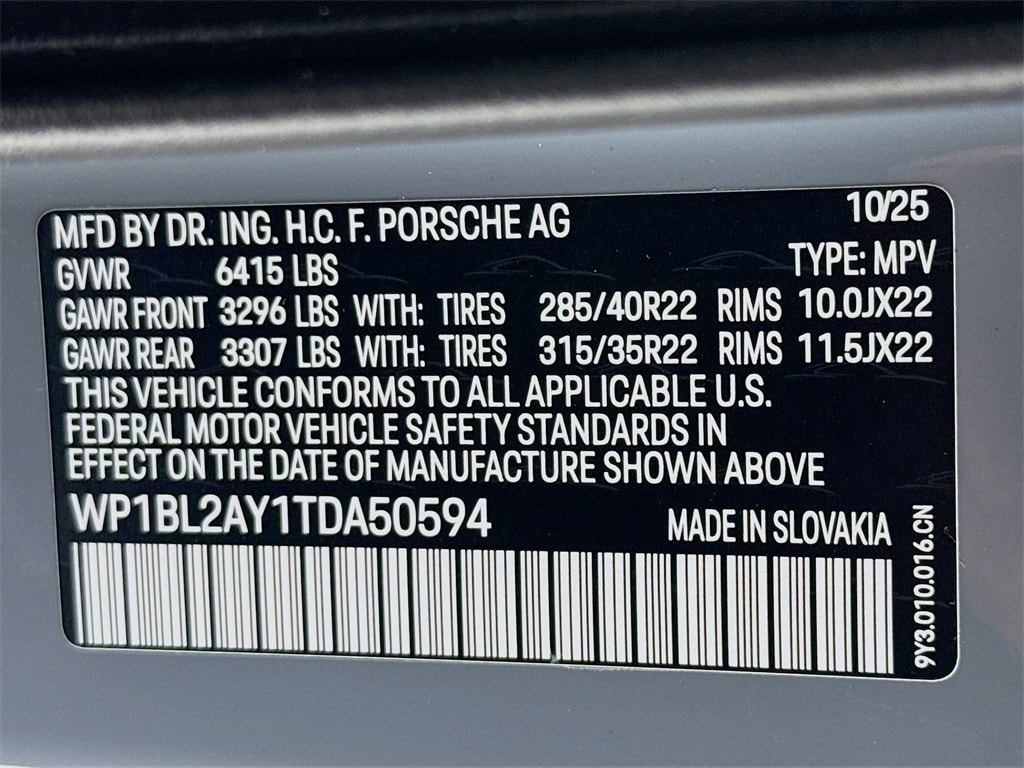 MFD BY DR. ING. H.C. F. PORSCHE AG 10/25
GVWR 6415 LBS TYPE: MPV
GAWR FRONT 3296 LBS WITH: TIRES 285/40R22 RIMS 10.0JX22
GAWR REAR 3307 LBS WITH: TIRES 315/35R22 RIMS 11.5JX22
THIS VEHICLE CONFORMS TO ALL APPLICABLE U.S.
FEDERAL MOTOR VEHICLE SAFETY STANDARDS IN
EFFECT ON THE DATE OF MANUFACTURE SHOWN ABOVE
WP1BL2AY1TDA50594 MADE IN SLOVAKIA
9Y3.010.016.CN